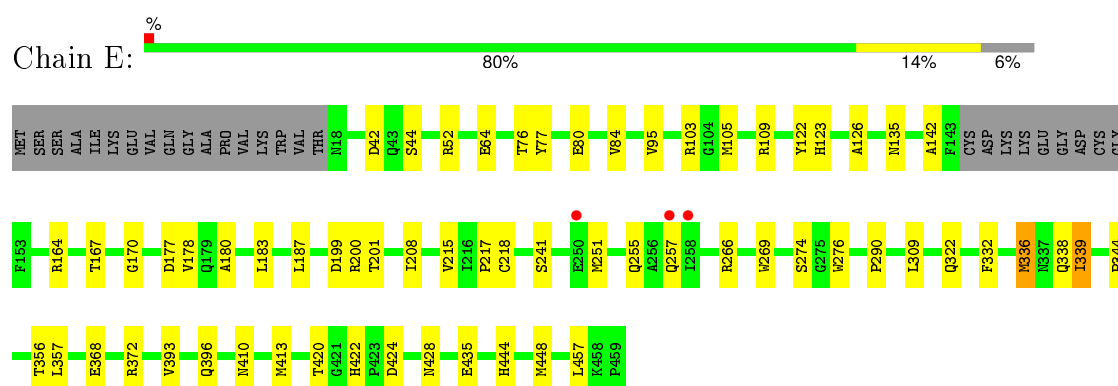 %
Chain E:
80% 14% 6%
MET SER SER ALA ILE LYS GLU VAL GLN GLY ALA PRO VAL LYS TRP VAL THR N18 D42 Q43 S44 R52 E64 T76 Y77 E80 V84 V95 R103 G104 M105 R109 Y122 H123 A126 N135 A142 F143 CYS ASP LYS LYS GLU GLY ASP CYS
F153 R164 T167 G170 D177 V178 Q179 A180 L183 L187 D199 R200 T201 I208 V215 I216 P217 C218 S241 E250 M251 Q255 A256 Q257 I258 R266 W269 S274 G275 W276 P290 L309 Q322 F332 M336 N337 Q338 I339
T356 L357 E368 R372 V393 Q396 N410 M413 T420 G421 H422 P423 D424 N428 E435 H444 M448 L457 K458 P459